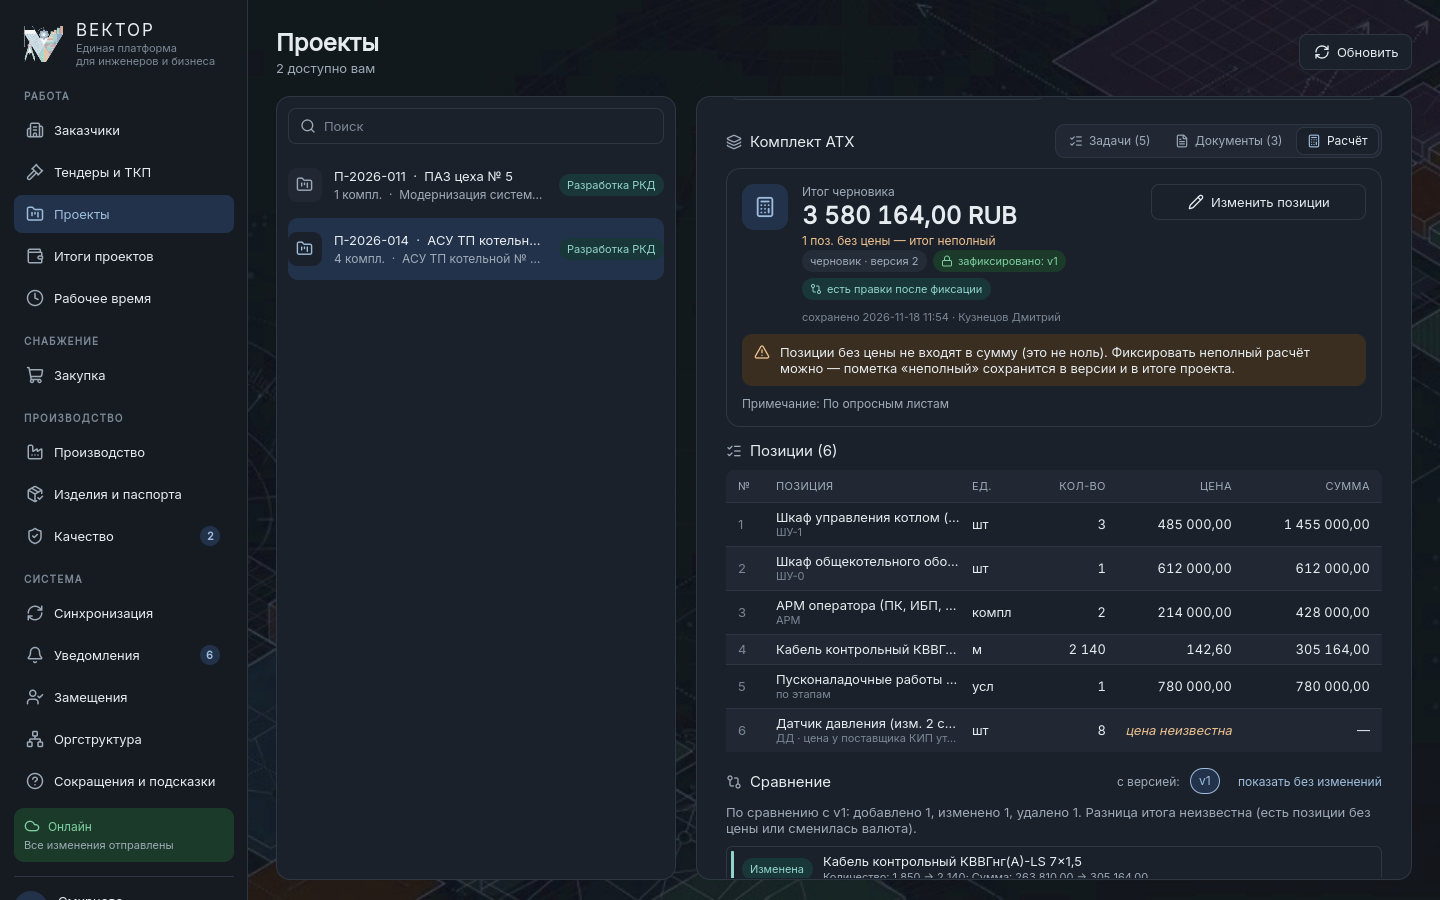 ВЕКТОР
Единая платформа
для инженеров и бизнеса
РАБОТА
Заказчики
Тендеры и ТКП
Проекты
Итоги проектов
Рабочее время
СНАБЖЕНИЕ
Закупка
ПРОИЗВОДСТВО
Производство
Изделия и паспорта
Качество 2
СИСТЕМА
Синхронизация
Уведомления 6
Замещения
Оргструктура
Сокращения и подсказки
Онлайн
Все изменения отправлены
Проекты
2 доступно вам
Обновить
Поиск
П-2026-011 · ПАЗ цеха № 5
1 компл. · Модернизация систем...
Разработка РКД
П-2026-014 · АСУ ТП котельн...
4 компл. · АСУ ТП котельной № ...
Разработка РКД
Комплект АТХ
Задачи (5) Документы (3) Расчёт
Итог черновика
3 580 164,00 RUB
Изменить позиции
1 поз. без цены — итог неполный
черновик · версия 2 зафиксировано: v1
есть правки после фиксации
сохранено 2026-11-18 11:54 · Кузнецов Дмитрий
Позиции без цены не входят в сумму (это не ноль). Фиксировать неполный расчёт
можно — пометка «неполный» сохранится в версии и в итоге проекта.
Примечание: По опросным листам
Позиции (6)
№ ПОЗИЦИЯ ЕД. КОЛ-ВО ЦЕНА СУММА
1 Шкаф управления котлом (... шт 3 485 000,00 1 455 000,00
ШУ-1
2 Шкаф общекотельного обо... шт 1 612 000,00 612 000,00
ШУ-0
3 АРМ оператора (ПК, ИБП, ... компл 2 214 000,00 428 000,00
АРМ
4 Кабель контрольный КВВГ... м 2 140 142,60 305 164,00
5 Пусконаладочные работы ... усл 1 780 000,00 780 000,00
по этапам
6 Датчик давления (изм. 2 с... шт 8 цена неизвестна —
ДД · цена у поставщика КИП ут...
Сравнение
с версией: v1 показать без изменений
По сравнению с v1: добавлено 1, изменено 1, удалено 1. Разница итога неизвестна (есть позиции без
цены или сменилась валюта).
Изменена
Кабель контрольный КВВГнг(А)-LS 7×1,5
Количество: 1 850 → 2 140; Сумма: 263 810,00 → 305 164,00